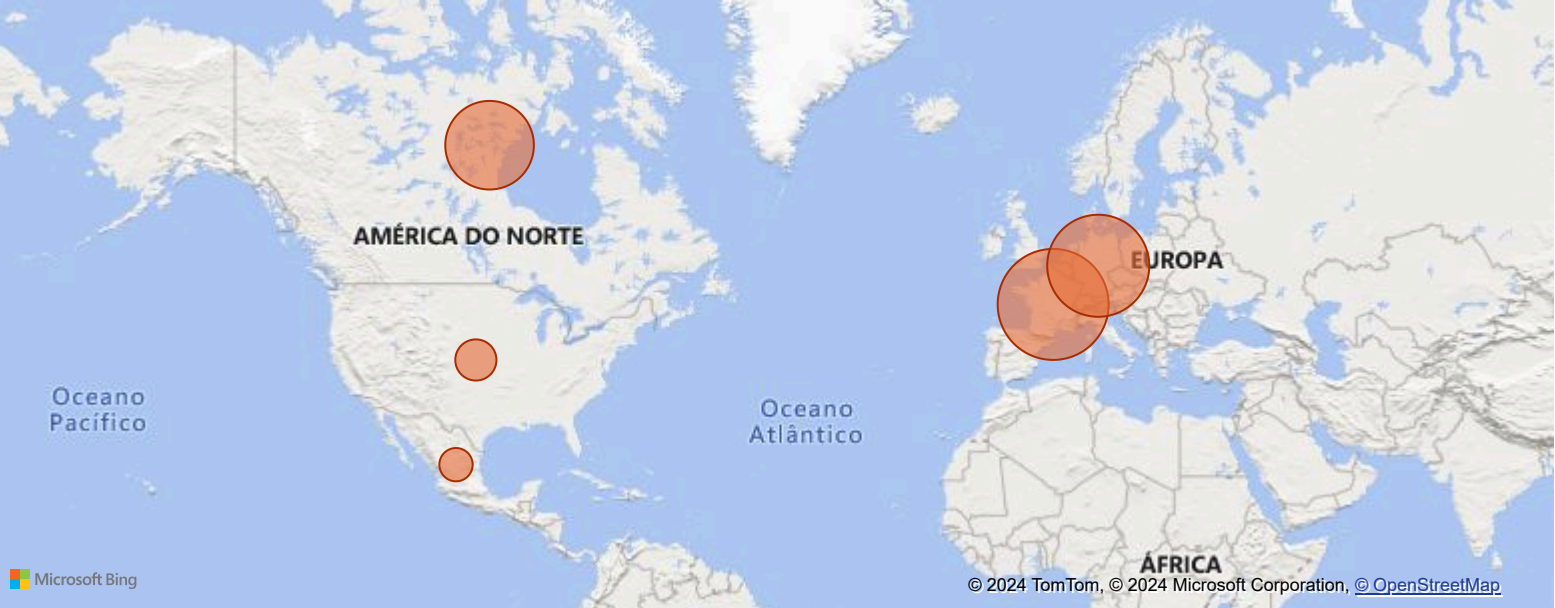 AMÉRICA DO NORTE
EUROPA
Oceano
Pacífico
Oceano
Atlântico
ÁFRICA
Microsoft Bing
© 2024 TomTom, © 2024 Microsoft Corporation, © OpenStreetMap